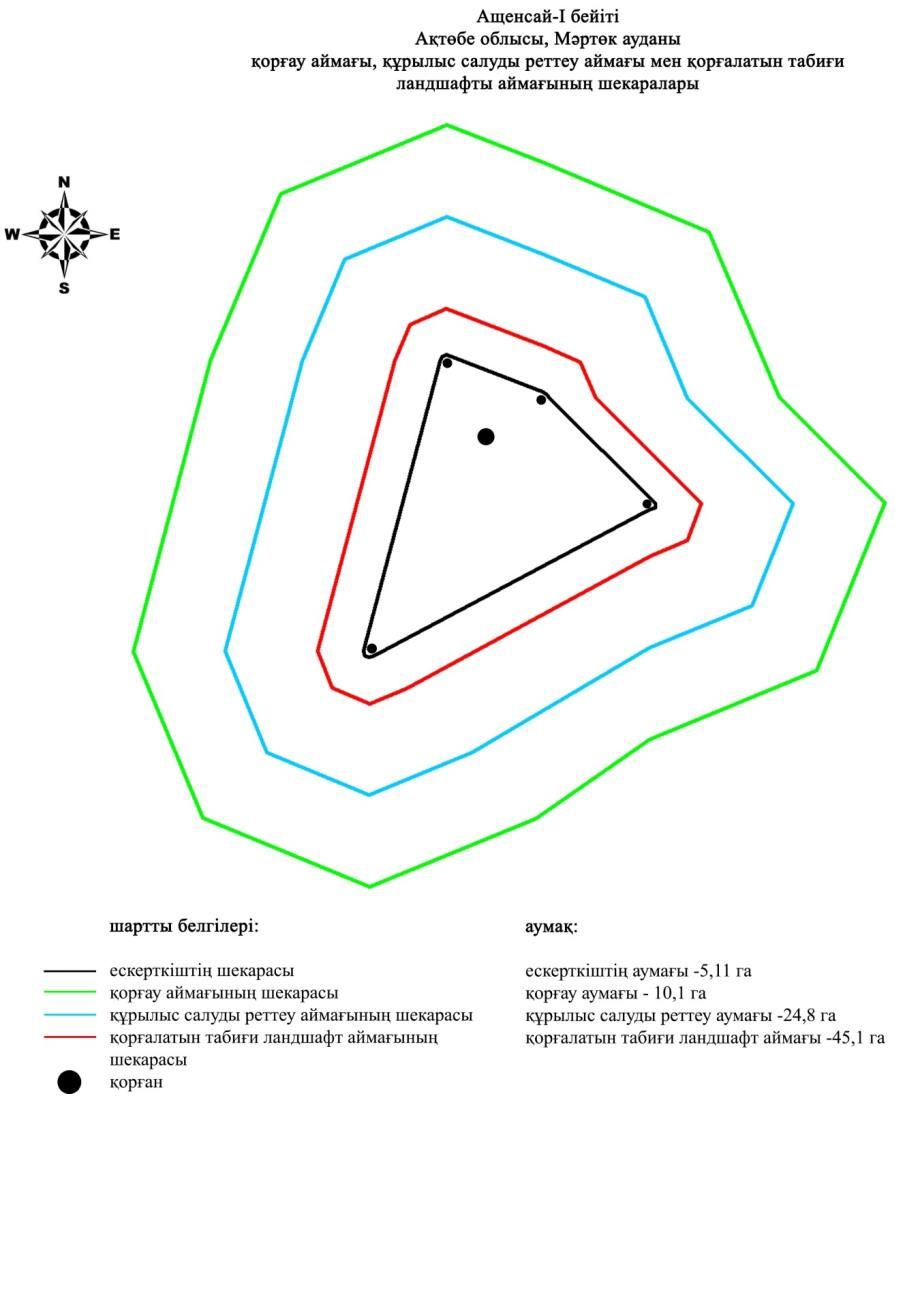 Ащенсай-I бейіті
Ақтөбе облысы, Мәртөк ауданы
қорғау аймағы, құрылыс салуды реттеу аймағы мен қорғалатын табиғи
ландшафты аймағының шекаралары
N
W E
S
шартты белгілері:
ескерткіштің шекарасы
қорғау аймағының шекарасы
құрылыс салуды реттеу аймағының шекарасы
қорғалатын табиғи ландшафт аймағының
шекарасы
қорған
аумақ:
ескерткіштің аумағы -5,11 га
қорғау аумағы - 10,1 га
құрылыс салуды реттеу аумағы -24,8 га
қорғалатын табиғи ландшафт аймағы -45,1 га